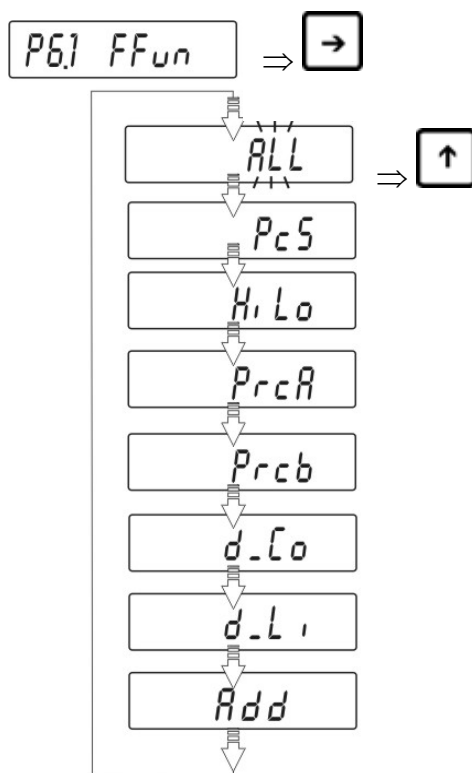 P6.1 FFun
ALL
PcS
HiLo
PrcA
Prcb
d_Co
d_Li
Add